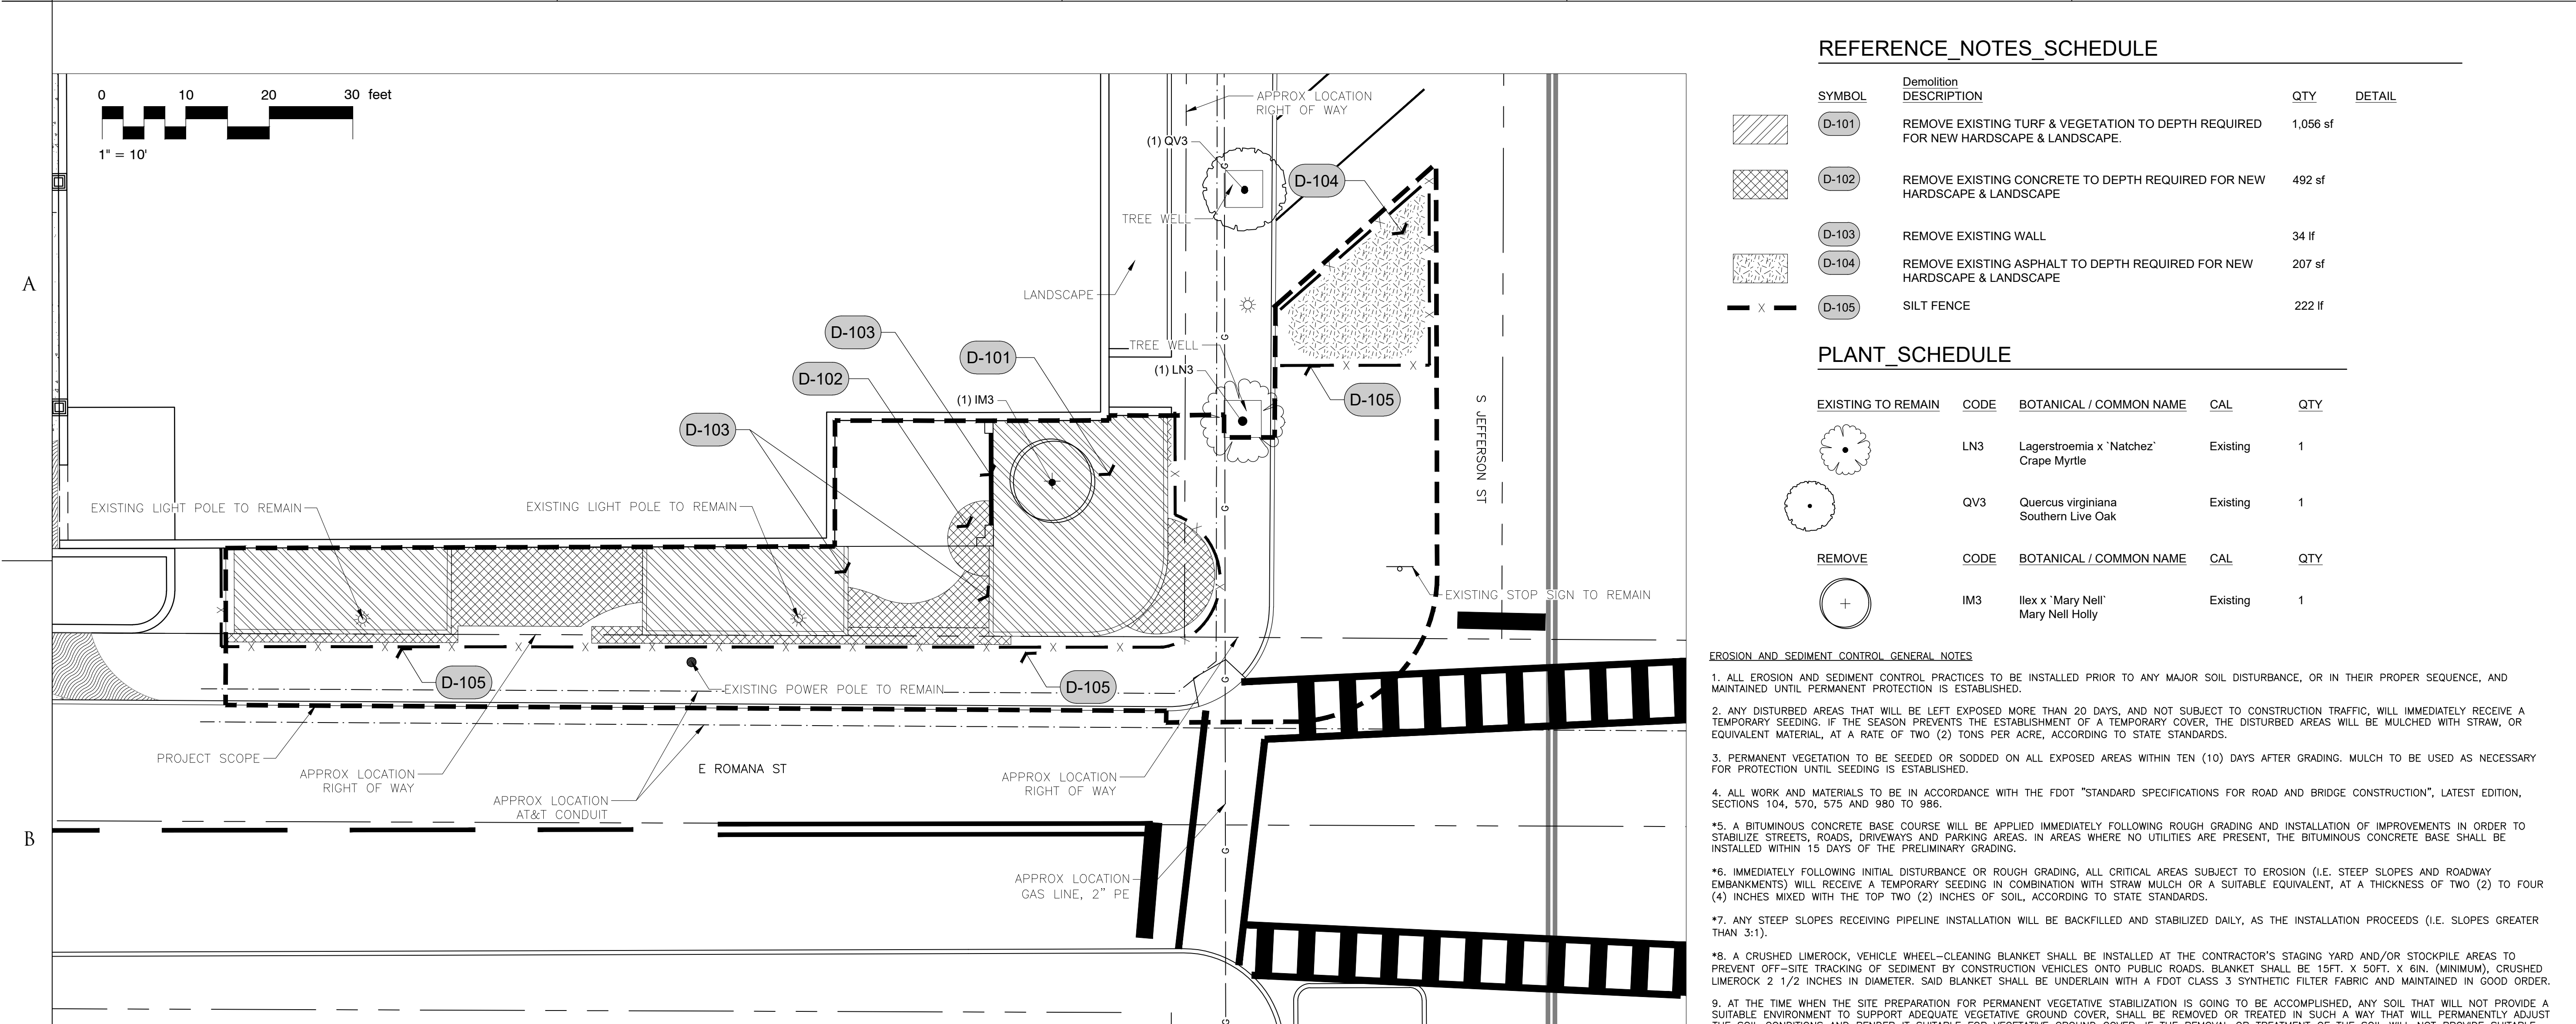 0 10 20 30 feet
1" = 10'
A
B
APPROX LOCATION
RIGHT OF WAY
(1) QV3
D-104
TREE WELL
LANDSCAPE
D-103
D-101
TREE WELL
D-102
(1) LN3
(1) IM3
D-105
D-103
S JEFFERSON ST
EXISTING LIGHT POLE TO REMAIN
EXISTING LIGHT POLE TO REMAIN
EXISTING STOP SIGN TO REMAIN
D-105
D-105
EXISTING POWER POLE TO REMAIN
PROJECT SCOPE
APPROX LOCATION
RIGHT OF WAY
E ROMANA ST
APPROX LOCATION
AT&T CONDUIT
APPROX LOCATION
RIGHT OF WAY
APPROX LOCATION
GAS LINE, 2" PE
REFERENCE_NOTES_SCHEDULE
Demolition
SYMBOL DESCRIPTION QTY DETAIL
D-101 REMOVE EXISTING TURF & VEGETATION TO DEPTH REQUIRED 1,056 sf
FOR NEW HARDSCAPE & LANDSCAPE.
D-102 REMOVE EXISTING CONCRETE TO DEPTH REQUIRED FOR NEW 492 sf
HARDSCAPE & LANDSCAPE
D-103 REMOVE EXISTING WALL 34 lf
D-104 REMOVE EXISTING ASPHALT TO DEPTH REQUIRED FOR NEW 207 sf
HARDSCAPE & LANDSCAPE
X D-105 SILT FENCE 222 lf
PLANT_SCHEDULE
EXISTING TO REMAIN CODE BOTANICAL / COMMON NAME CAL QTY
LN3 Lagerstroemia x `Natchez` Existing 1
Crape Myrtle
QV3 Quercus virginiana Existing 1
Southern Live Oak
REMOVE CODE BOTANICAL / COMMON NAME CAL QTY
IM3 Ilex x `Mary Nell` Existing 1
Mary Nell Holly
EROSION AND SEDIMENT CONTROL GENERAL NOTES
1. ALL EROSION AND SEDIMENT CONTROL PRACTICES TO BE INSTALLED PRIOR TO ANY MAJOR SOIL DISTURBANCE, OR IN THEIR PROPER SEQUENCE, AND
MAINTAINED UNTIL PERMANENT PROTECTION IS ESTABLISHED.
2. ANY DISTURBED AREAS THAT WILL BE LEFT EXPOSED MORE THAN 20 DAYS, AND NOT SUBJECT TO CONSTRUCTION TRAFFIC, WILL IMMEDIATELY RECEIVE A
TEMPORARY SEEDING. IF THE SEASON PREVENTS THE ESTABLISHMENT OF A TEMPORARY COVER, THE DISTURBED AREAS WILL BE MULCHED WITH STRAW, OR
EQUIVALENT MATERIAL, AT A RATE OF TWO (2) TONS PER ACRE, ACCORDING TO STATE STANDARDS.
3. PERMANENT VEGETATION TO BE SEEDED OR SODDED ON ALL EXPOSED AREAS WITHIN TEN (10) DAYS AFTER GRADING. MULCH TO BE USED AS NECESSARY
FOR PROTECTION UNTIL SEEDING IS ESTABLISHED.
4. ALL WORK AND MATERIALS TO BE IN ACCORDANCE WITH THE FDOT "STANDARD SPECIFICATIONS FOR ROAD AND BRIDGE CONSTRUCTION", LATEST EDITION,
SECTIONS 104, 570, 575 AND 980 TO 986.
*5. A BITUMINOUS CONCRETE BASE COURSE WILL BE APPLIED IMMEDIATELY FOLLOWING ROUGH GRADING AND INSTALLATION OF IMPROVEMENTS IN ORDER TO
STABILIZE STREETS, ROADS, DRIVEWAYS AND PARKING AREAS. IN AREAS WHERE NO UTILITIES ARE PRESENT, THE BITUMINOUS CONCRETE BASE SHALL BE
INSTALLED WITHIN 15 DAYS OF THE PRELIMINARY GRADING.
*6. IMMEDIATELY FOLLOWING INITIAL DISTURBANCE OR ROUGH GRADING, ALL CRITICAL AREAS SUBJECT TO EROSION (I.E. STEEP SLOPES AND ROADWAY
EMBANKMENTS) WILL RECEIVE A TEMPORARY SEEDING IN COMBINATION WITH STRAW MULCH OR A SUITABLE EQUIVALENT, AT A THICKNESS OF TWO (2) TO FOUR
(4) INCHES MIXED WITH THE TOP TWO (2) INCHES OF SOIL, ACCORDING TO STATE STANDARDS.
*7. ANY STEEP SLOPES RECEIVING PIPELINE INSTALLATION WILL BE BACKFILLED AND STABILIZED DAILY, AS THE INSTALLATION PROCEEDS (I.E. SLOPES GREATER
THAN 3:1).
*8. A CRUSHED LIMEROCK, VEHICLE WHEEL-CLEANING BLANKET SHALL BE INSTALLED AT THE CONTRACTOR'S STAGING YARD AND/OR STOCKPILE AREAS TO
PREVENT OFF-SITE TRACKING OF SEDIMENT BY CONSTRUCTION VEHICLES ONTO PUBLIC ROADS. BLANKET SHALL BE 15FT. X 50FT. X 6IN. (MINIMUM), CRUSHED
LIMEROCK 2 1/2 INCHES IN DIAMETER. SAID BLANKET SHALL BE UNDERLAIN WITH A FDOT CLASS 3 SYNTHETIC FILTER FABRIC AND MAINTAINED IN GOOD ORDER.
9. AT THE TIME WHEN THE SITE PREPARATION FOR PERMANENT VEGETATIVE STABILIZATION IS GOING TO BE ACCOMPLISHED, ANY SOIL THAT WILL NOT PROVIDE A
SUITABLE ENVIRONMENT TO SUPPORT ADEQUATE VEGETATIVE GROUND COVER, SHALL BE REMOVED OR TREATED IN SUCH A WAY THAT WILL PERMANENTLY ADJUST